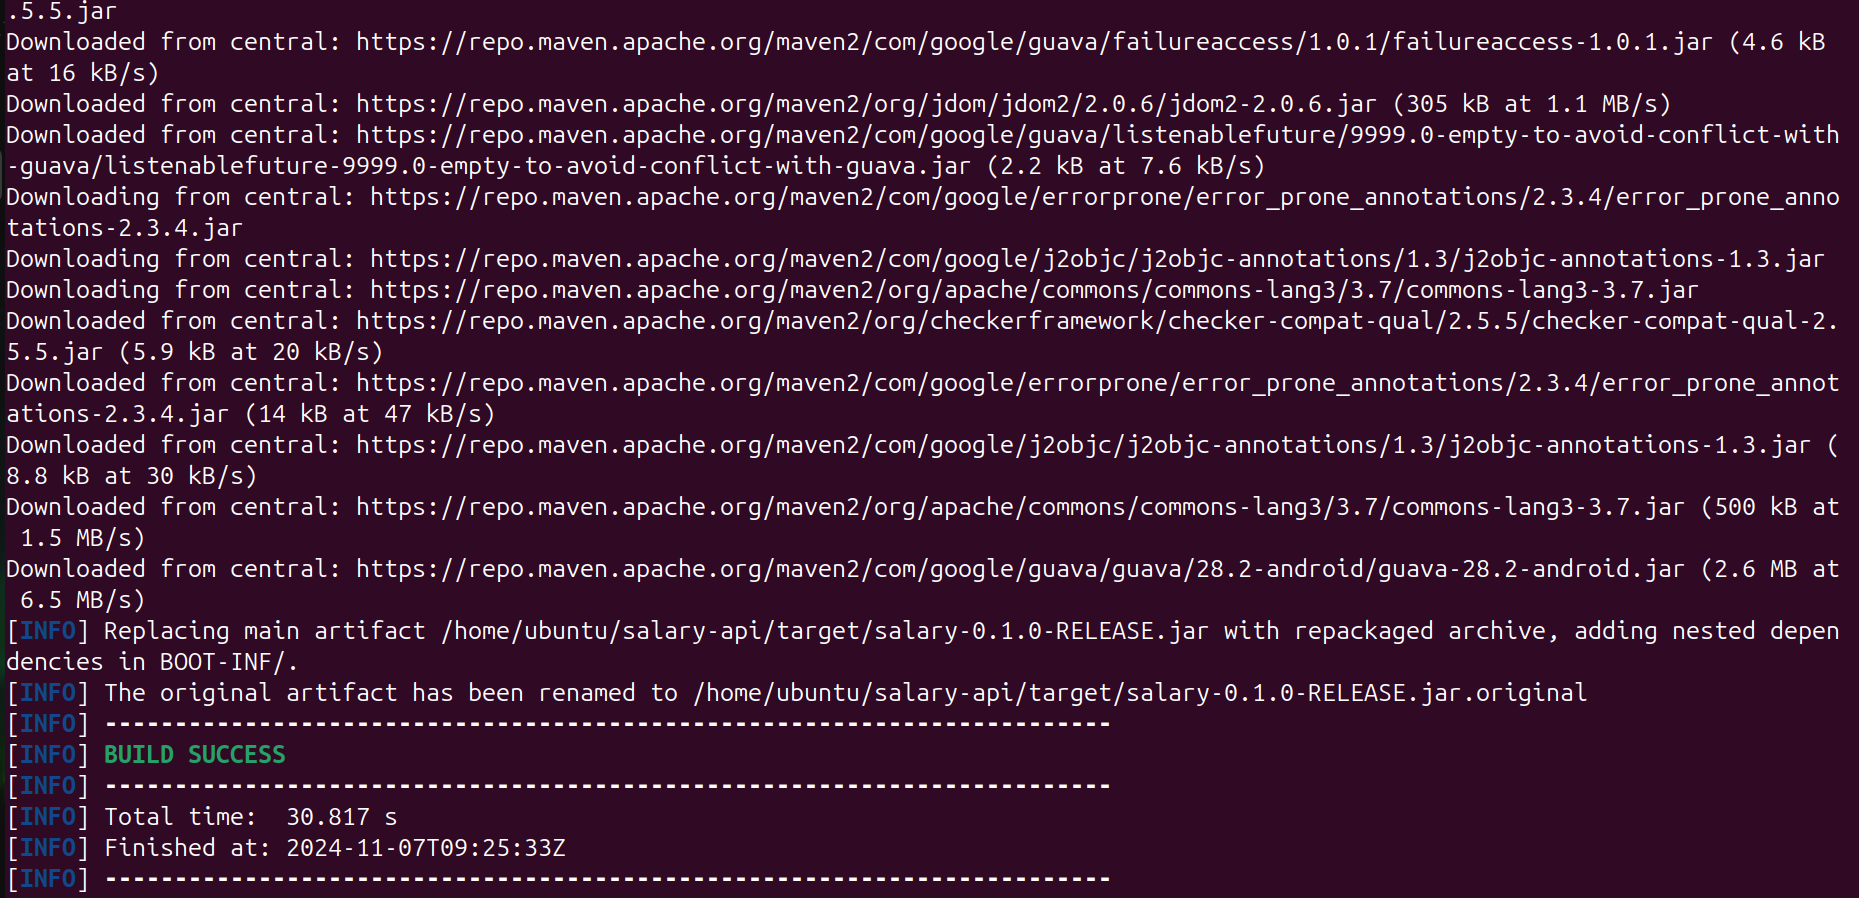 .5.5.jar
Downloaded from central: https://repo.maven.apache.org/maven2/com/google/guava/failureaccess/1.0.1/failureaccess-1.0.1.jar (4.6 kB
at 16 kB/s)
Downloaded from central: https://repo.maven.apache.org/maven2/org/jdom/jdom2/2.0.6/jdom2-2.0.6.jar (305 kB at 1.1 MB/s)
Downloaded from central: https://repo.maven.apache.org/maven2/com/google/guava/listenablefuture/9999.0-empty-to-avoid-conflict-with
-guava/listenablefuture-9999.0-empty-to-avoid-conflict-with-guava.jar (2.2 kB at 7.6 kB/s)
Downloading from central: https://repo.maven.apache.org/maven2/com/google/errorprone/error_prone_annotations/2.3.4/error_prone_anno
tations-2.3.4.jar
Downloading from central: https://repo.maven.apache.org/maven2/com/google/j2objc/j2objc-annotations/1.3/j2objc-annotations-1.3.jar
Downloading from central: https://repo.maven.apache.org/maven2/org/apache/commons/commons-lang3/3.7/commons-lang3-3.7.jar
Downloaded from central: https://repo.maven.apache.org/maven2/org/checkerframework/checker-compat-qual/2.5.5/checker-compat-qual-2.
5.5.jar (5.9 kB at 20 kB/s)
Downloaded from central: https://repo.maven.apache.org/maven2/com/google/errorprone/error_prone_annotations/2.3.4/error_prone_annot
ations-2.3.4.jar (14 kB at 47 kB/s)
Downloaded from central: https://repo.maven.apache.org/maven2/com/google/j2objc/j2objc-annotations/1.3/j2objc-annotations-1.3.jar (
8.8 kB at 30 kB/s)
Downloaded from central: https://repo.maven.apache.org/maven2/org/apache/commons/commons-lang3/3.7/commons-lang3-3.7.jar (500 kB at
 1.5 MB/s)
Downloaded from central: https://repo.maven.apache.org/maven2/com/google/guava/guava/28.2-android/guava-28.2-android.jar (2.6 MB at
 6.5 MB/s)
[INFO] Replacing main artifact /home/ubuntu/salary-api/target/salary-0.1.0-RELEASE.jar with repackaged archive, adding nested depen
dencies in BOOT-INF/.
[INFO] The original artifact has been renamed to /home/ubuntu/salary-api/target/salary-0.1.0-RELEASE.jar.original
[INFO] ------------------------------------------------------------------------
[INFO] BUILD SUCCESS
[INFO] ------------------------------------------------------------------------
[INFO] Total time:  30.817 s
[INFO] Finished at: 2024-11-07T09:25:33Z
[INFO] ------------------------------------------------------------------------